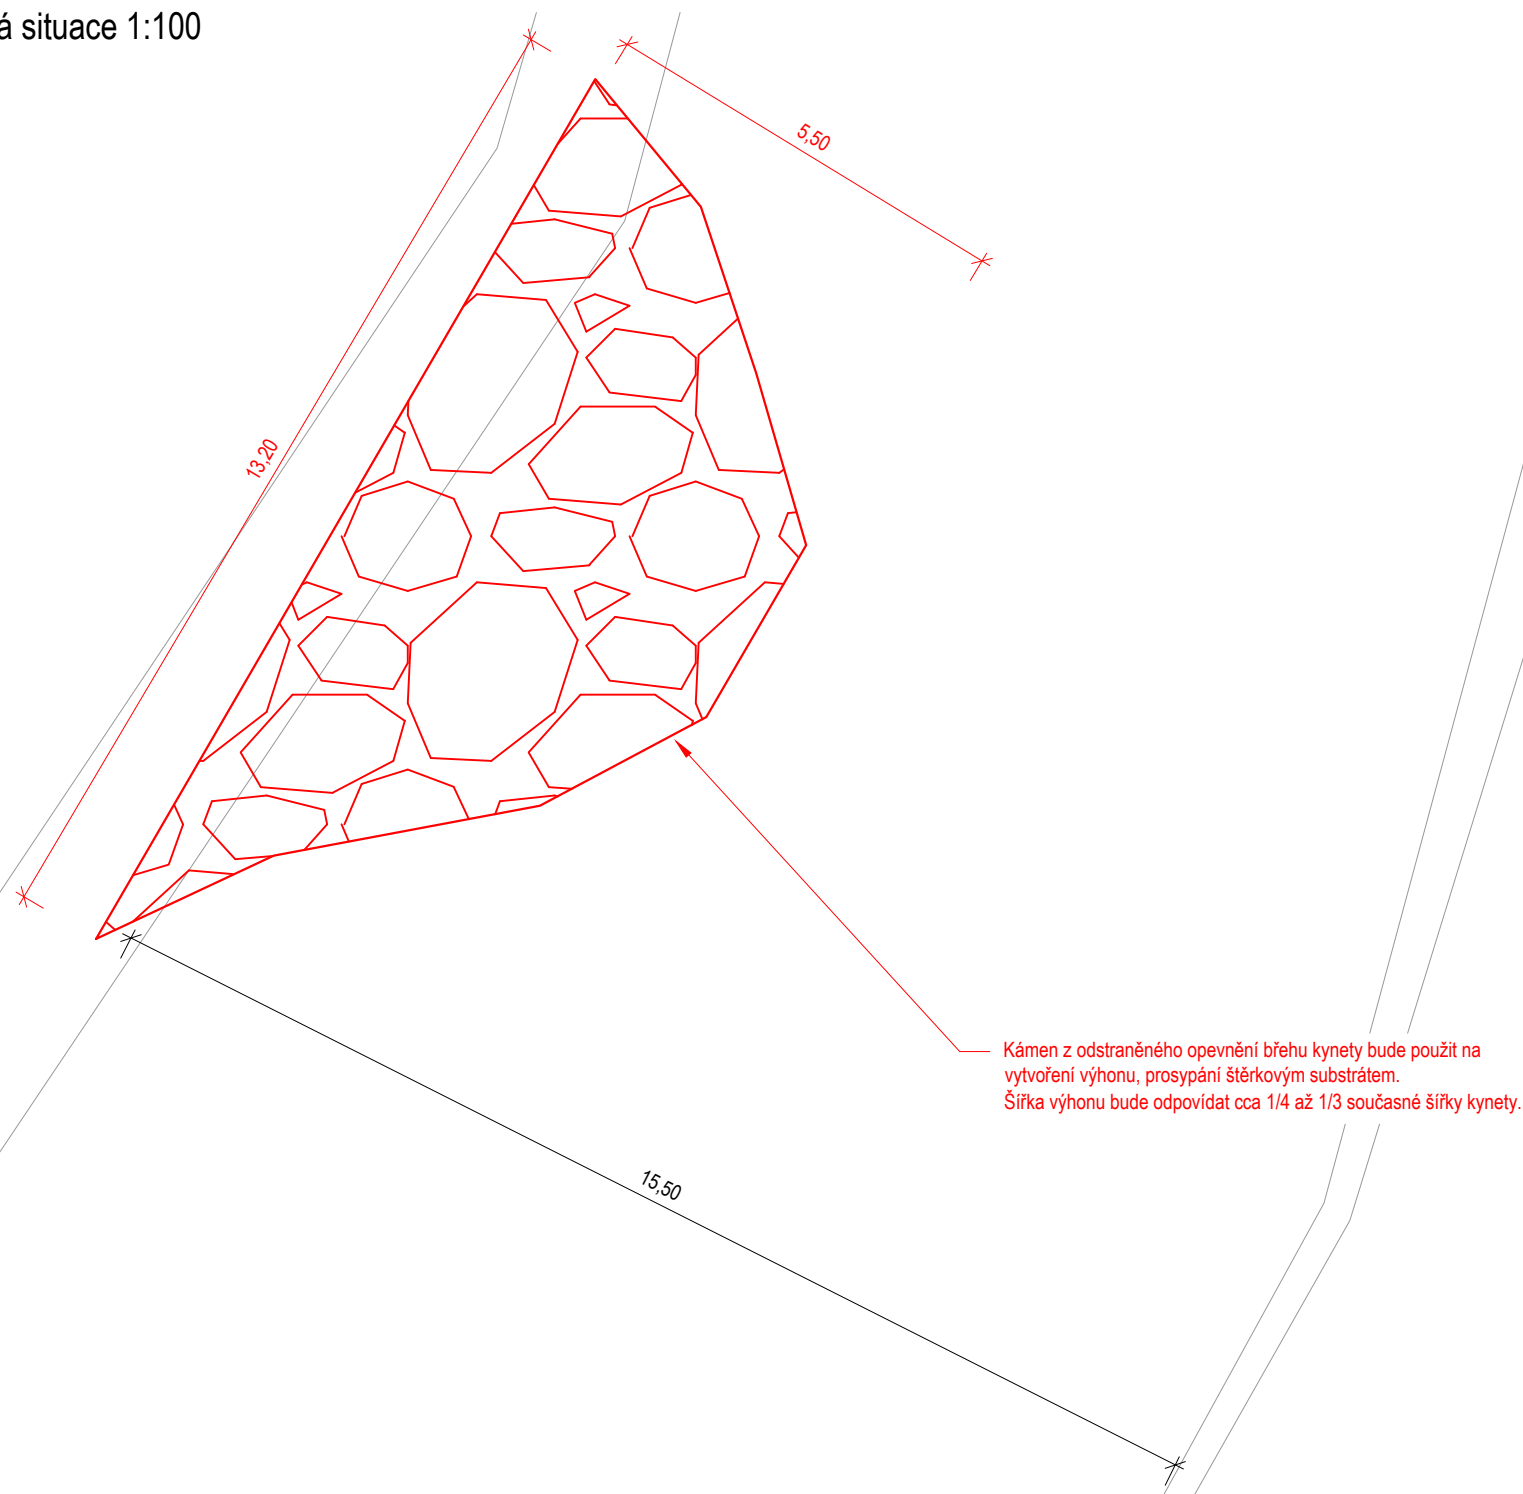 á situace 1:100
5,50
13,20
Kámen z odstraněného opevnění břehu kynety bude použit na
vytvoření výhonu, prosypání štěrkovým substrátem.
Šířka výhonu bude odpovídat cca 1/4 až 1/3 současné šířky kynety.
15,50